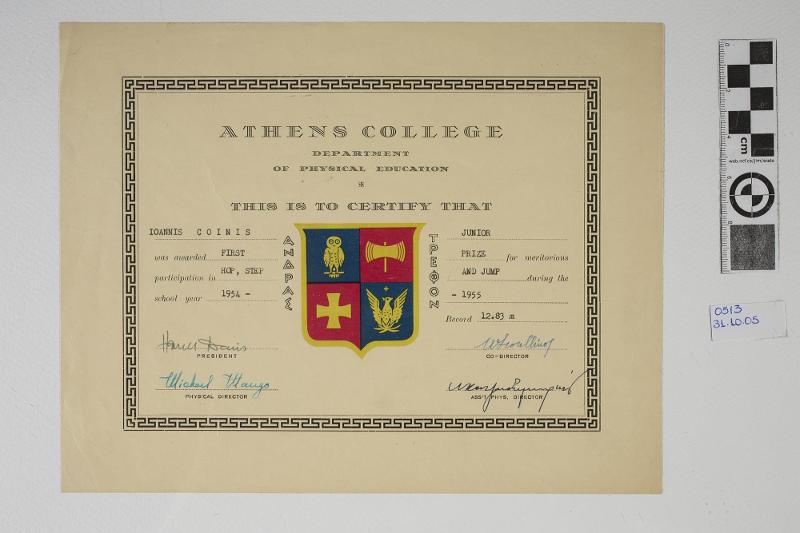 ATHENS COLLEGE
DEPARTMENT
OF PHYSICAL EDUCATION
THIS IS TO CERTIFY THAT
IOANNIS COINIS
JUNIOR
was awarded FIRST
PRIZE for meritorious
participation in HOP, STEP
AND JUMP during the
school year 1954 -
- 1955
Record 12.83 m
ΑΝΔΡΑΣ
ΤΡΕΦΟΝ
PRESIDENT
CO-DIRECTOR
Michael
PHYSICAL DIRECTOR
ASS'T PHYS. DIRECTOR
cm
0513
31.10.05